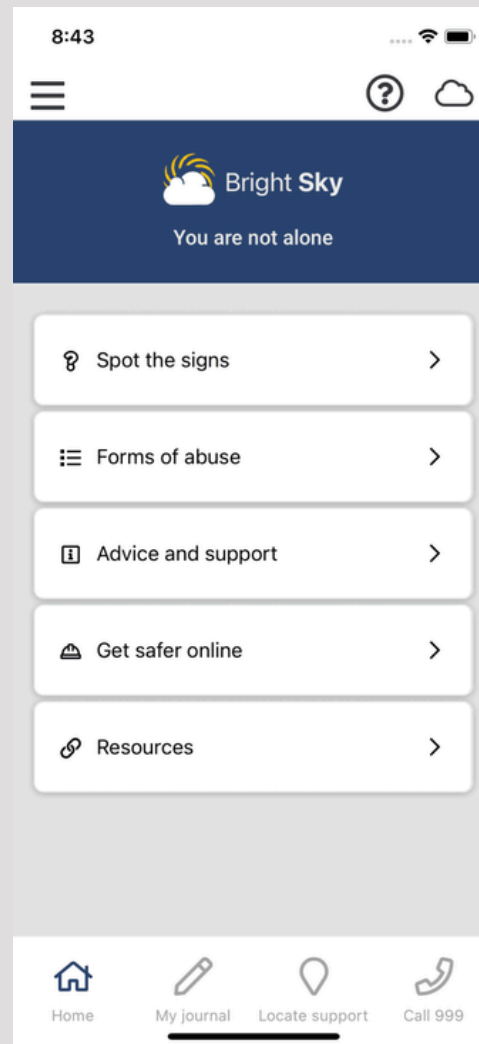 8:43
Bright Sky
You are not alone
Spot the signs
Forms of abuse
Advice and support
Get safer online
Resources
Home
My journal
Locate support
Call 999